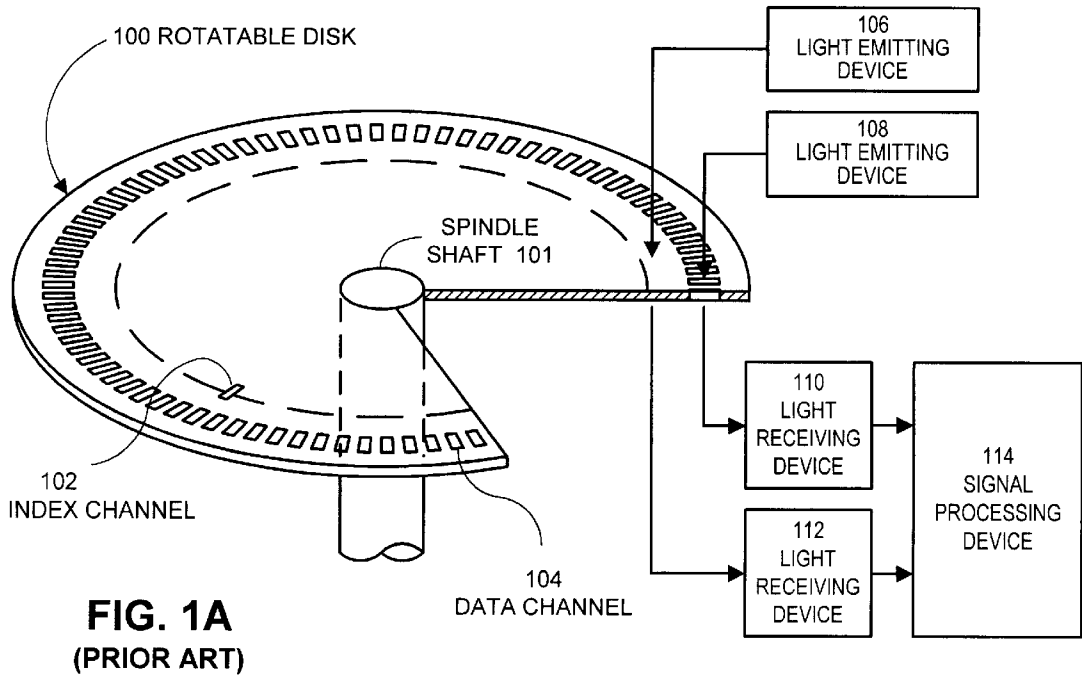 100 ROTATABLE DISK
106
LIGHT EMITTING
DEVICE
108
LIGHT EMITTING
DEVICE
SPINDLE
SHAFT 101
110
LIGHT
RECEIVING
DEVICE
114
SIGNAL
PROCESSING
DEVICE
102
INDEX CHANNEL
112
LIGHT
RECEIVING
DEVICE
104
DATA CHANNEL
FIG. 1A
(PRIOR ART)